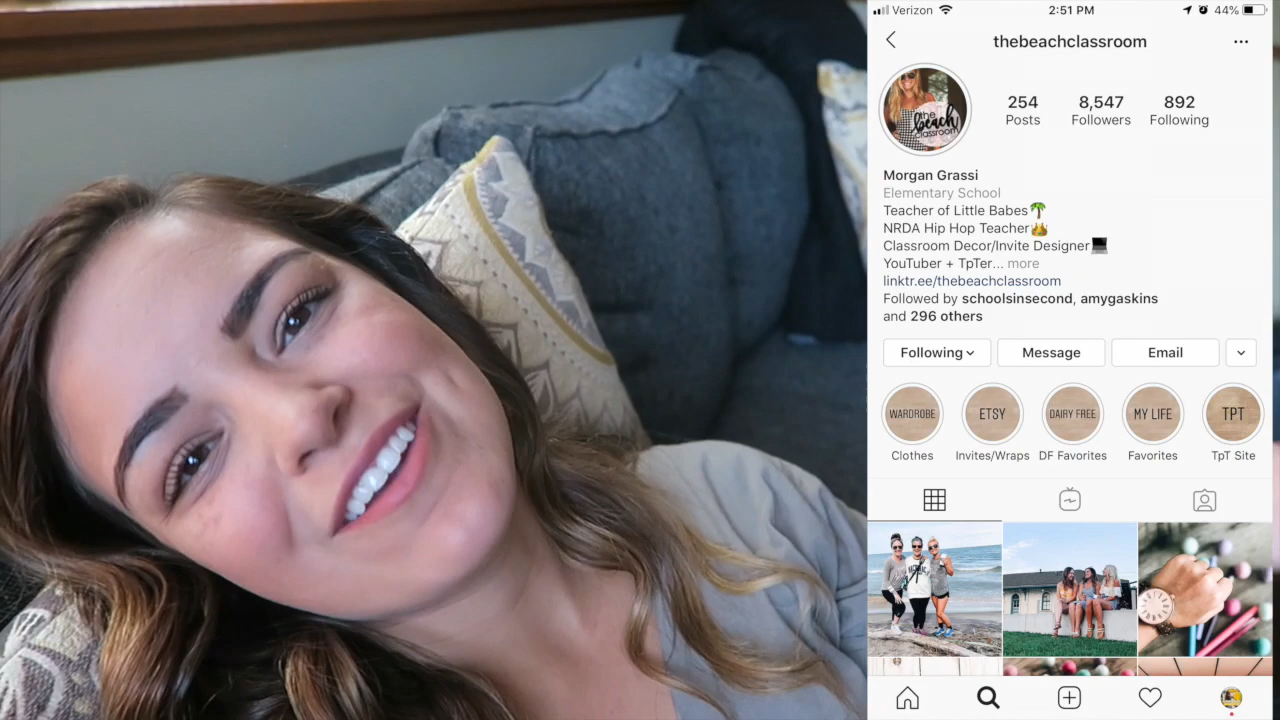 Verizon 2:51 PM 44%
thebeachclassroom
the
beach
classroom
254 8,547 892
Posts Followers Following
Morgan Grassi
Elementary School
Teacher of Little Babes🌴
NRDA Hip Hop Teacher👑
Classroom Decor/Invite Designer💻
YouTuber + TpTer... more
linktr.ee/thebeachclassroom
Followed by schoolsinsecond, amygaskins
and 296 others
Following Message Email
WARDROBE ETSY DAIRY FREE MY LIFE TPT
Clothes Invites/Wraps DF Favorites Favorites TpT Site